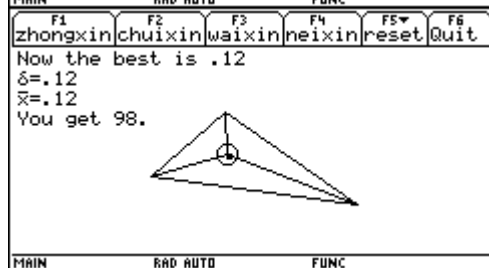 MAIN RAD AUTO FUNC
F1 F2 F3 F4 F5▾ F6
zhongxin chuixin waixin neixin reset Quit
Now the best is .12
δ=.12
x̄=.12
You get 98.
MAIN RAD AUTO FUNC